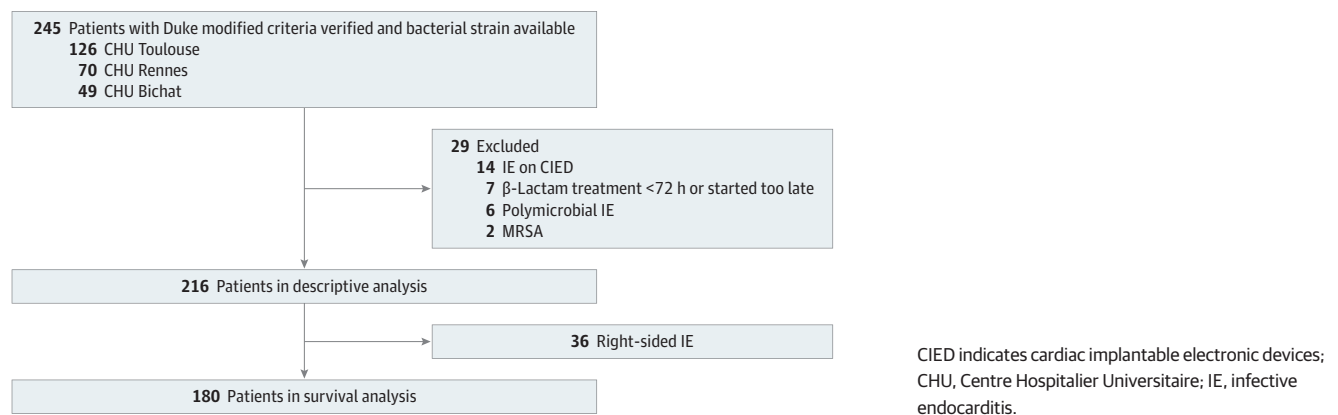 245 Patients with Duke modified criteria verified and bacterial strain available
126 CHU Toulouse
70 CHU Rennes
49 CHU Bichat
29 Excluded
14 IE on CIED
7 β-Lactam treatment <72 h or started too late
6 Polymicrobial IE
2 MRSA
216 Patients in descriptive analysis
36 Right-sided IE
180 Patients in survival analysis
CIED indicates cardiac implantable electronic devices;
CHU, Centre Hospitalier Universitaire; IE, infective
endocarditis.